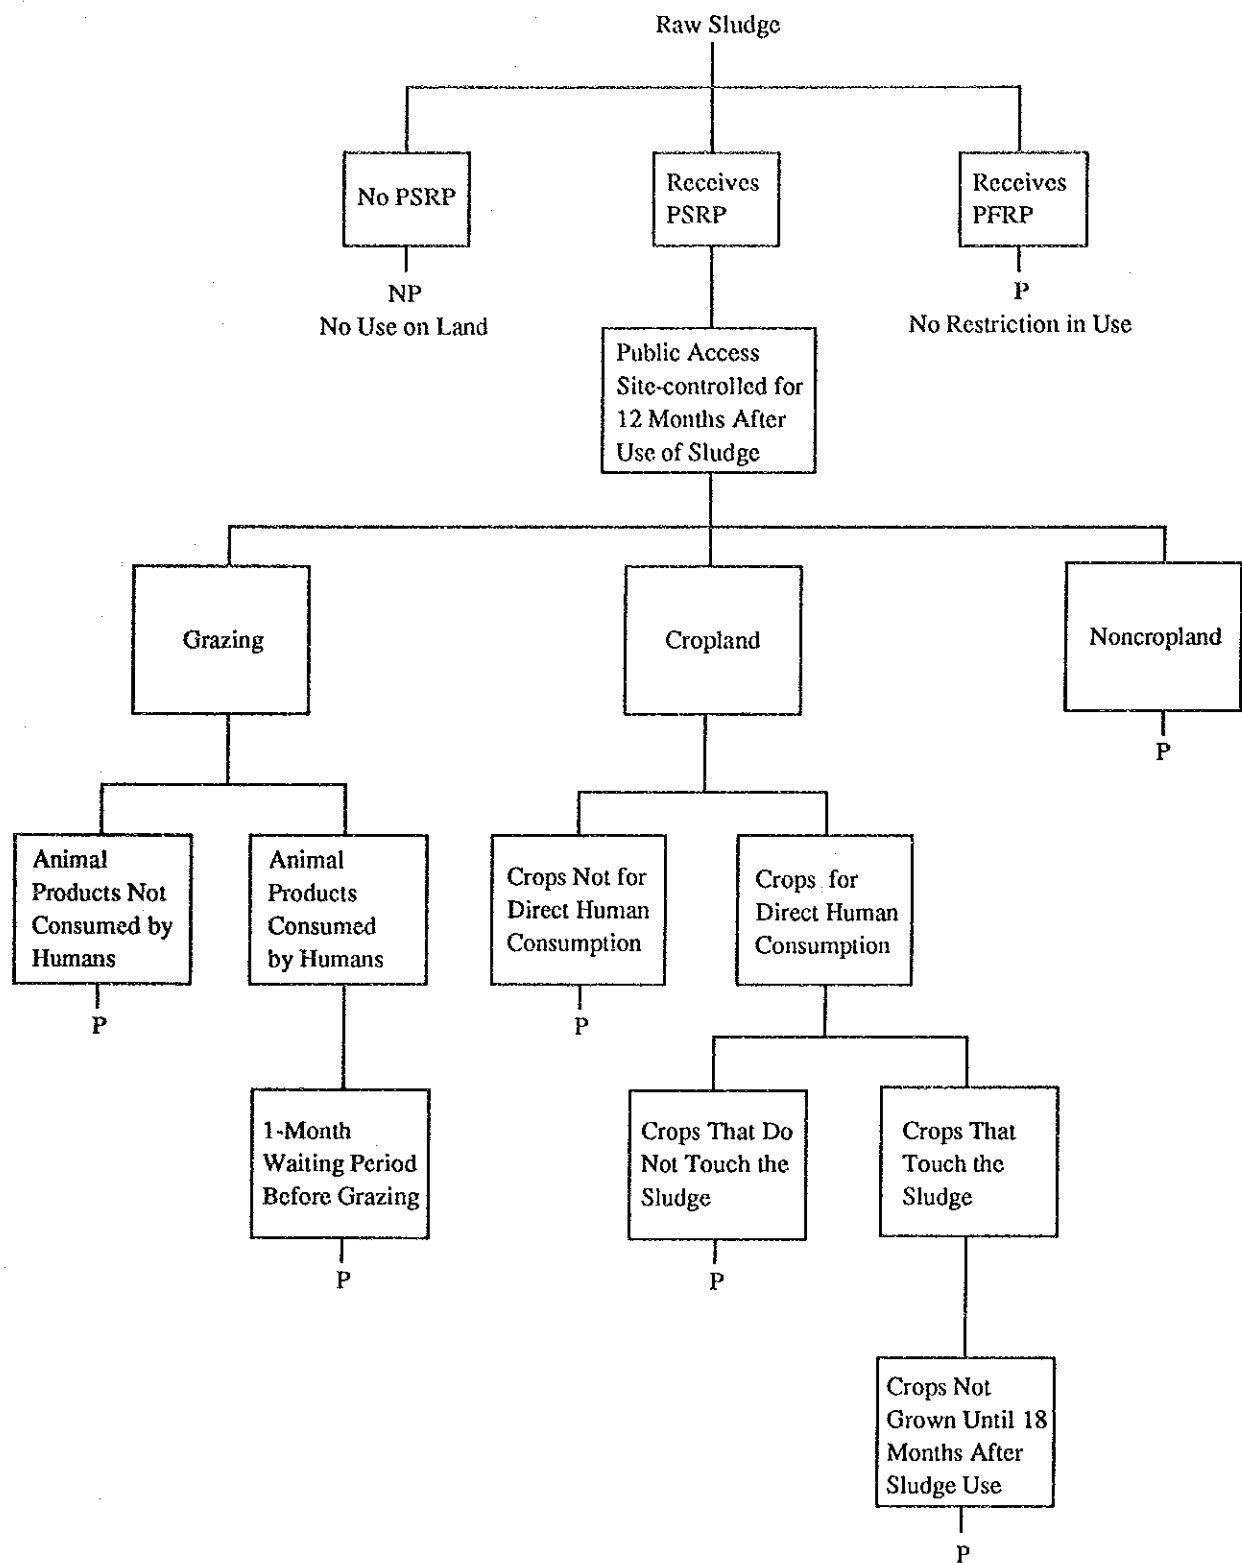 Raw Sludge
No PSRP
Receives
PSRP
Receives
PFRP
NP
No Use on Land
P
No Restriction in Use
Public Access
Site-controlled for
12 Months After
Use of Sludge
Grazing
Cropland
Noncropland
P
Animal
Products Not
Consumed by
Humans
Animal
Products
Consumed
by Humans
Crops Not for
Direct Human
Consumption
Crops for
Direct Human
Consumption
P
P
1-Month
Waiting Period
Before Grazing
Crops That Do
Not Touch the
Sludge
Crops That
Touch the
Sludge
P
P
Crops Not
Grown Until 18
Months After
Sludge Use
P